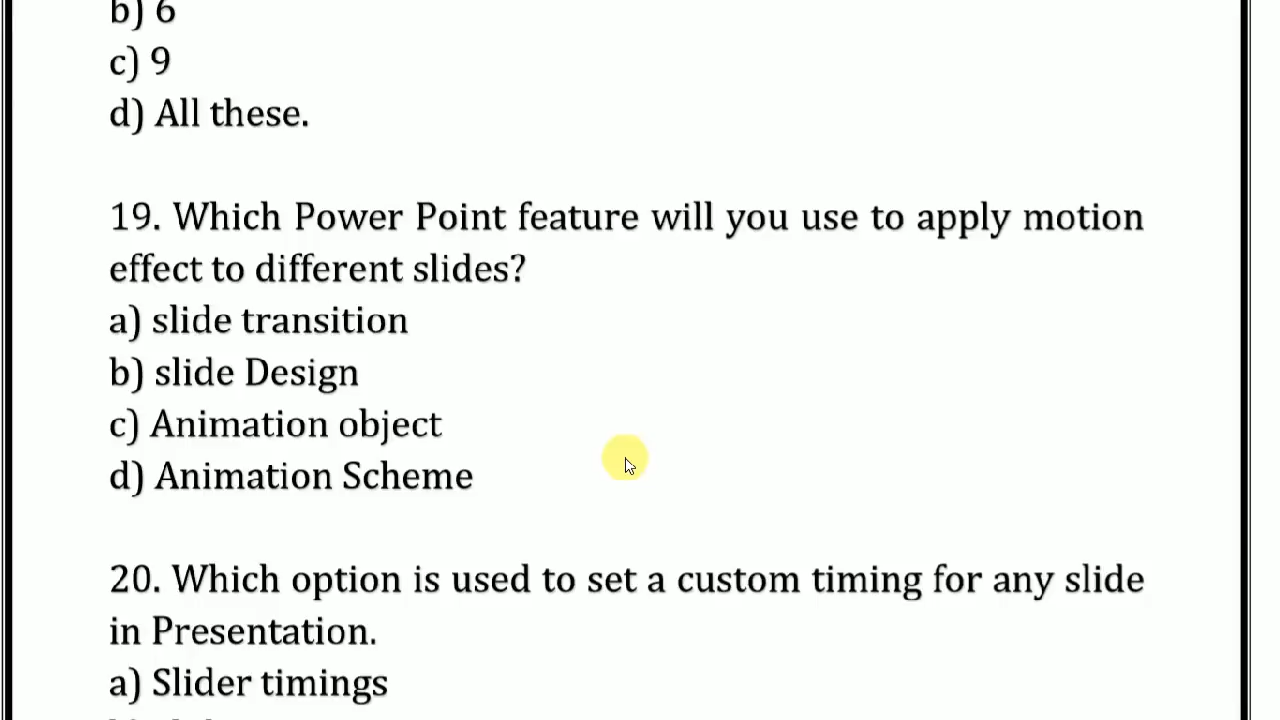 b) 6
c) 9
d) All these.
19. Which Power Point feature will you use to apply motion
effect to different slides?
a) slide transition
b) slide Design
c) Animation object
d) Animation Scheme
20. Which option is used to set a custom timing for any slide
in Presentation.
a) Slider timings